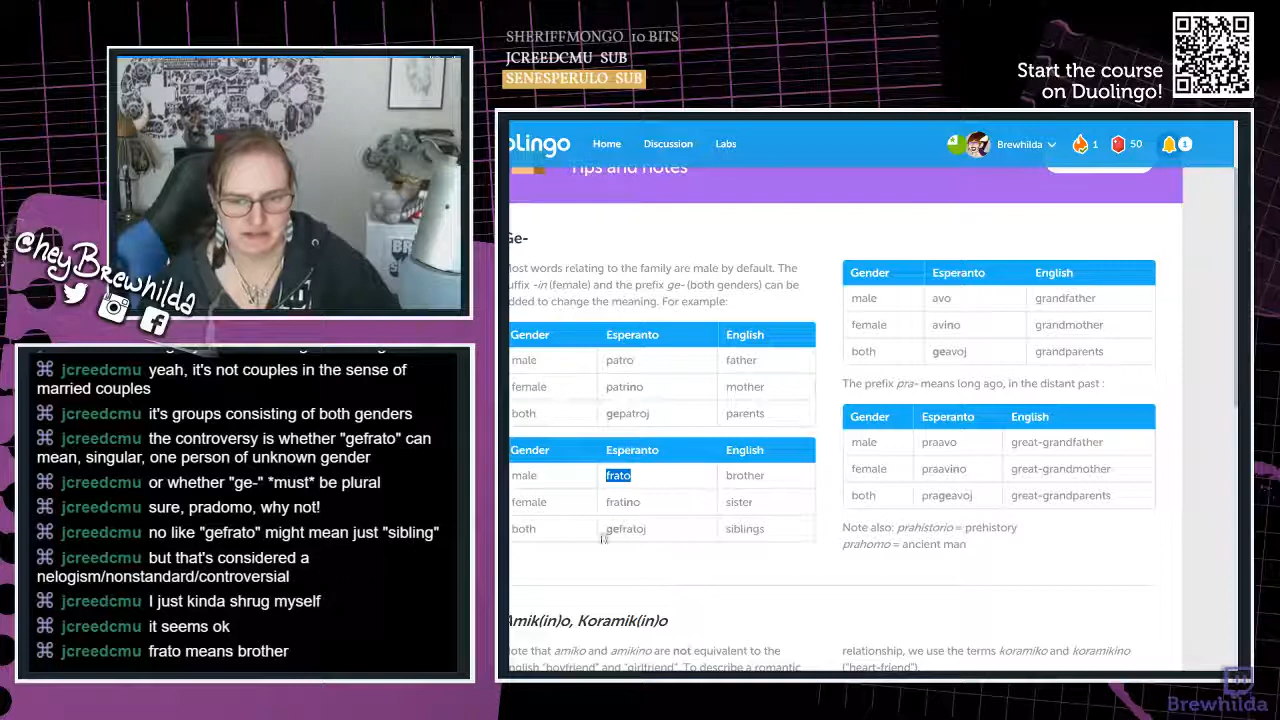 SHERIFFMONGO 10 BITS
JCREEDCMU SUB
SENESPERULO SUB
Start the course
on Duolingo!
@heyBrewhilda
jcreedcmu yeah, it's not couples in the sense of
married couples
jcreedcmu it's groups consisting of both genders
jcreedcmu the controversy is whether "gefrato" can
mean, singular, one person of unknown gender
jcreedcmu or whether "ge-" *must* be plural
jcreedcmu sure, pradomo, why not!
jcreedcmu no like "gefrato" might mean just "sibling"
jcreedcmu but that's considered a
nelogism/nonstandard/controversial
jcreedcmu I just kinda shrug myself
jcreedcmu it seems ok
jcreedcmu frato means brother
olingo Home Discussion Labs Brewhilda 1 50 1
Tips and notes
Ge-
Most words relating to the family are male by default. The
suffix -in (female) and the prefix ge- (both genders) can be
added to change the meaning. For example:
Gender Esperanto English
male patro father
female patrino mother
both gepatroj parents
Gender Esperanto English
male frato brother
female fratino sister
both gefratoj siblings
Gender Esperanto English
male avo grandfather
female avino grandmother
both geavoj grandparents
The prefix pra- means long ago, in the distant past :
Gender Esperanto English
male praavo great-grandfather
female praavino great-grandmother
both prageavoj great-grandparents
Note also: prahistorio = prehistory
prahomo = ancient man
Amik(in)o, Koramik(in)o
Note that amiko and amikino are not equivalent to the
English "boyfriend" and "girlfriend". To describe a romantic
relationship, we use the terms koramiko and koramikino
("heart-friend").
Brewhilda